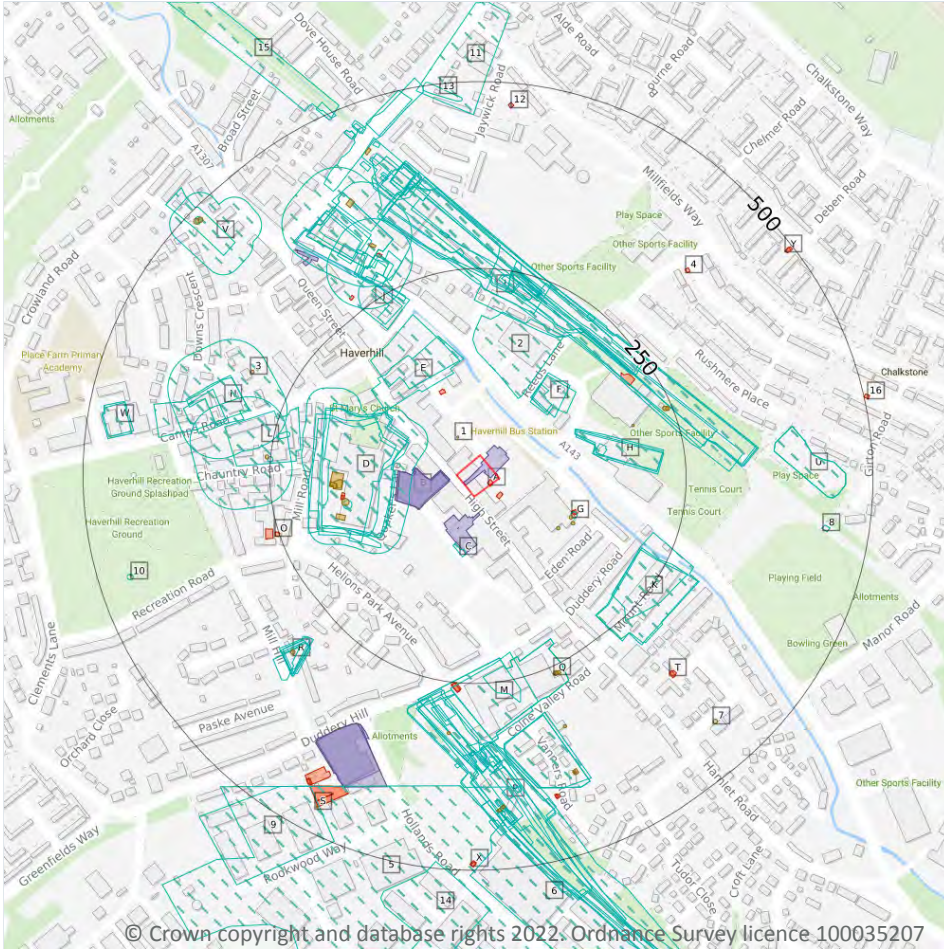 15
Dove House Road
Alde Road
Bourne Road
11
Chalkstone Way
Allotments
Broad Street
A1307
13
Jaywick Road
12
Chelmer Road
Millfields Way
Deben Road
V
Play Space
500
Y
Other Sports Facility
4
Crowland Road
Downs Crescent
Queen Street
Other Sports Facility
J
Haverhill
2
250
Place Farm Primary
Academy
3
E
Reeds Lane
Rushmere Place
Chalkstone
F
16
W
Camps Road
St Mary's Church
1
Haverhill Bus Station
Other Sports Facility
H
Girton Road
A143
D
U
Chauntry Road
Haverhill Recreation
Ground Splashpad
Mill Road
A
Play Space
Tennis Court
High Street
G
Tennis Court
8
Haverhill Recreation
Ground
O
C
Eden Road
10
Duddery Road
K
Playing Field
Recreation Road
Hellons Park Avenue
Allotments
Manor Road
Mill Hill
R
Bowling Green
Clements Lane
Q
T
M
Colne Valley Road
Paske Avenue
7
Orchard Close
Duddery Hill
Allotments
Tanners Road
Hamlet Road
Other Sports Facility
S
P
9
Greenfields Way
Rookwood Way
Hollands Road
X
5
Croft Lane
Tudor Close
14
6
© Crown copyright and database rights 2022. Ordnance Survey licence 100035207